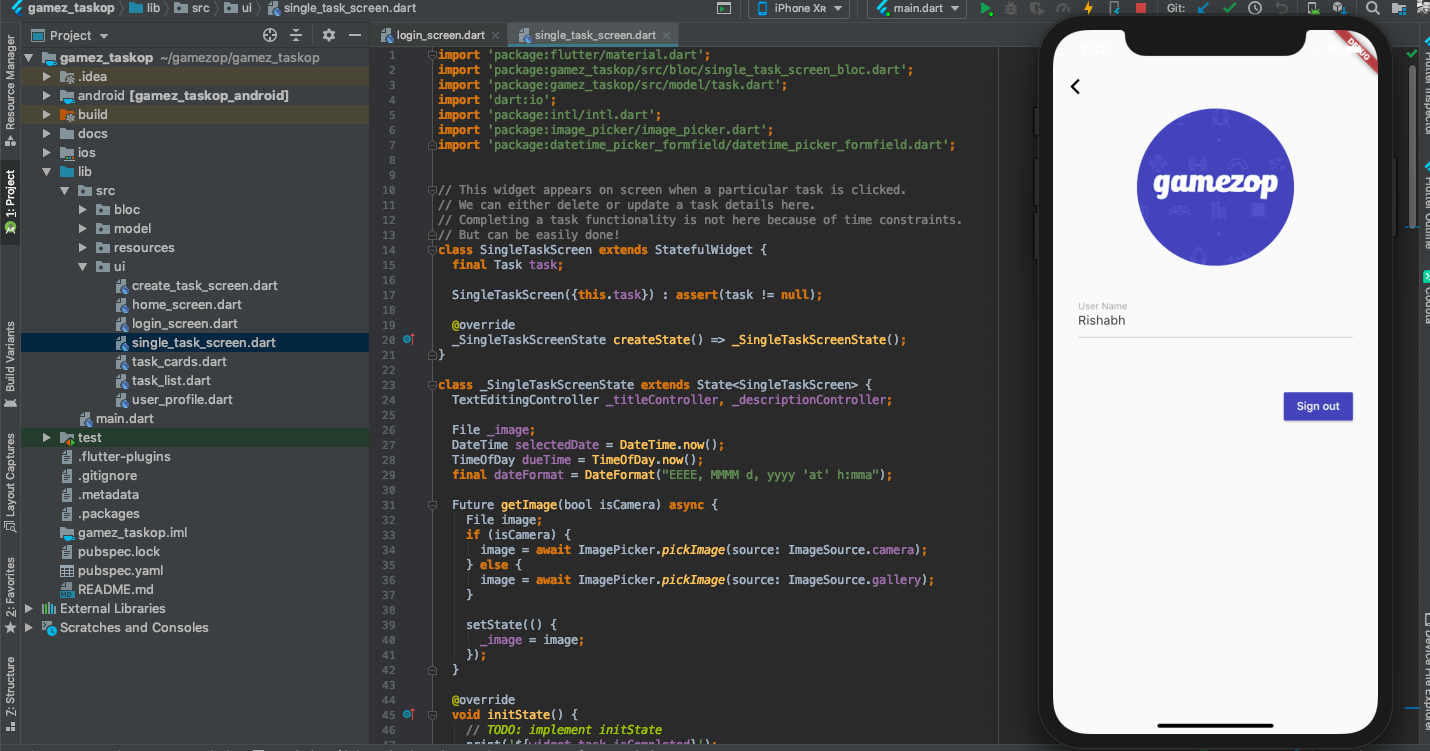 gamez_taskop lib src ui single_task_screen.dart
iPhone XR main.dart Git:
Project
login_screen.dart single_task_screen.dart
gamez_taskop ~/gamezop/gamez_taskop
.idea
android [gamez_taskop_android]
build
docs
ios
lib
src
bloc
model
resources
ui
create_task_screen.dart
home_screen.dart
login_screen.dart
single_task_screen.dart
task_cards.dart
task_list.dart
user_profile.dart
main.dart
test
.flutter-plugins
.gitignore
.metadata
.packages
gamez_taskop.iml
pubspec.lock
pubspec.yaml
README.md
External Libraries
Scratches and Consoles
Resource Manager
1: Project
Build Variants
Layout Captures
2: Favorites
Z: Structure
1 import 'package:flutter/material.dart';
2 import 'package:gamez_taskop/src/bloc/single_task_screen_bloc.dart';
3 import 'package:gamez_taskop/src/model/task.dart';
4 import 'dart:io';
5 import 'package:intl/intl.dart';
6 import 'package:image_picker/image_picker.dart';
7 import 'package:datetime_picker_formfield/datetime_picker_formfield.dart';
8
9
10 // This widget appears on screen when a particular task is clicked.
11 // We can either delete or update a task details here.
12 // Completing a task functionality is not here because of time constraints.
13 // But can be easily done!
14 class SingleTaskScreen extends StatefulWidget {
15 final Task task;
16
17 SingleTaskScreen({this.task}) : assert(task != null);
18
19 @override
20 _SingleTaskScreenState createState() => _SingleTaskScreenState();
21 }
22
23 class _SingleTaskScreenState extends State<SingleTaskScreen> {
24 TextEditingController _titleController, _descriptionController;
25
26 File _image;
27 DateTime selectedDate = DateTime.now();
28 TimeOfDay dueTime = TimeOfDay.now();
29 final dateFormat = DateFormat("EEEE, MMMM d, yyyy 'at' h:mma");
30
31 Future getImage(bool isCamera) async {
32 File image;
33 if (isCamera) {
34 image = await ImagePicker.pickImage(source: ImageSource.camera);
35 } else {
36 image = await ImagePicker.pickImage(source: ImageSource.gallery);
37 }
38
39 setState(() {
40 _image = image;
41 });
42 }
43
44 @override
45 void initState() {
46 // TODO: implement initState
47 print('${widget.task.isCompleted}');
DEBUG
gamezop
User Name
Rishabh
Sign out
Device File Explorer